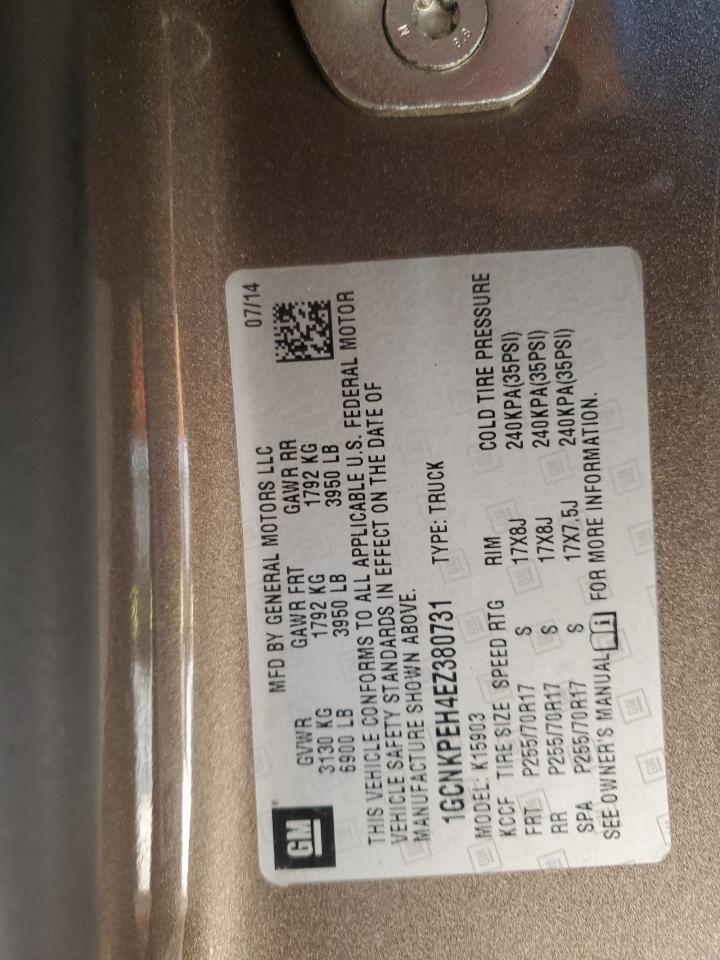 M 8.8
GM
07/14
MFD BY GENERAL MOTORS LLC
GVWR GAWR FRT GAWR RR
3130 KG 1792 KG 1792 KG
6900 LB 3950 LB 3950 LB
THIS VEHICLE CONFORMS TO ALL APPLICABLE U.S. FEDERAL MOTOR
VEHICLE SAFETY STANDARDS IN EFFECT ON THE DATE OF
MANUFACTURE SHOWN ABOVE.
1GCNKPEH4EZ380731 TYPE: TRUCK
MODEL: K15903
KCCF TIRE SIZE SPEED RTG RIM COLD TIRE PRESSURE
FRT P255/70R17 S 17X8J 240KPA(35PSI)
RR P255/70R17 S 17X8J 240KPA(35PSI)
SPA P255/70R17 S 17X7.5J 240KPA(35PSI)
SEE OWNER'S MANUAL i FOR MORE INFORMATION.